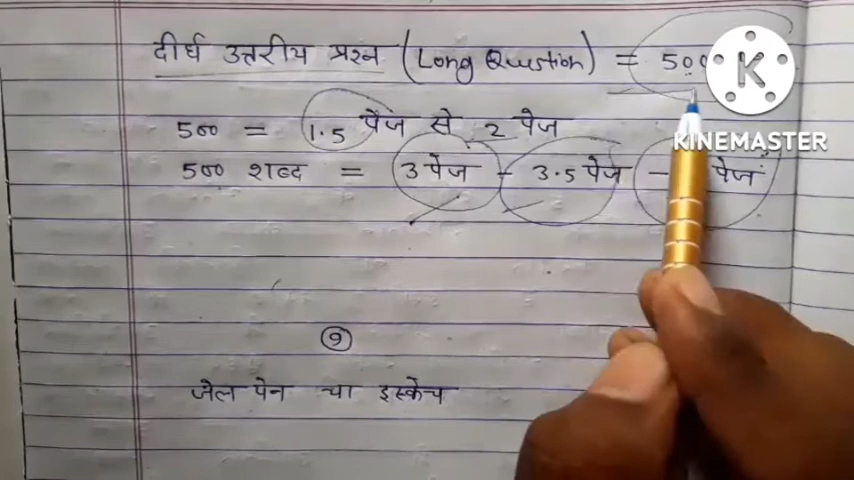 दीर्घ उत्तरीय प्रश्न (Long Question) = 500
500 = 1.5 पेज से 2 पेज
500 शब्द = 3 पेज - 3.5 पेज - पेज
9
जेल पेन चा इस्केच
K
KINEMASTER